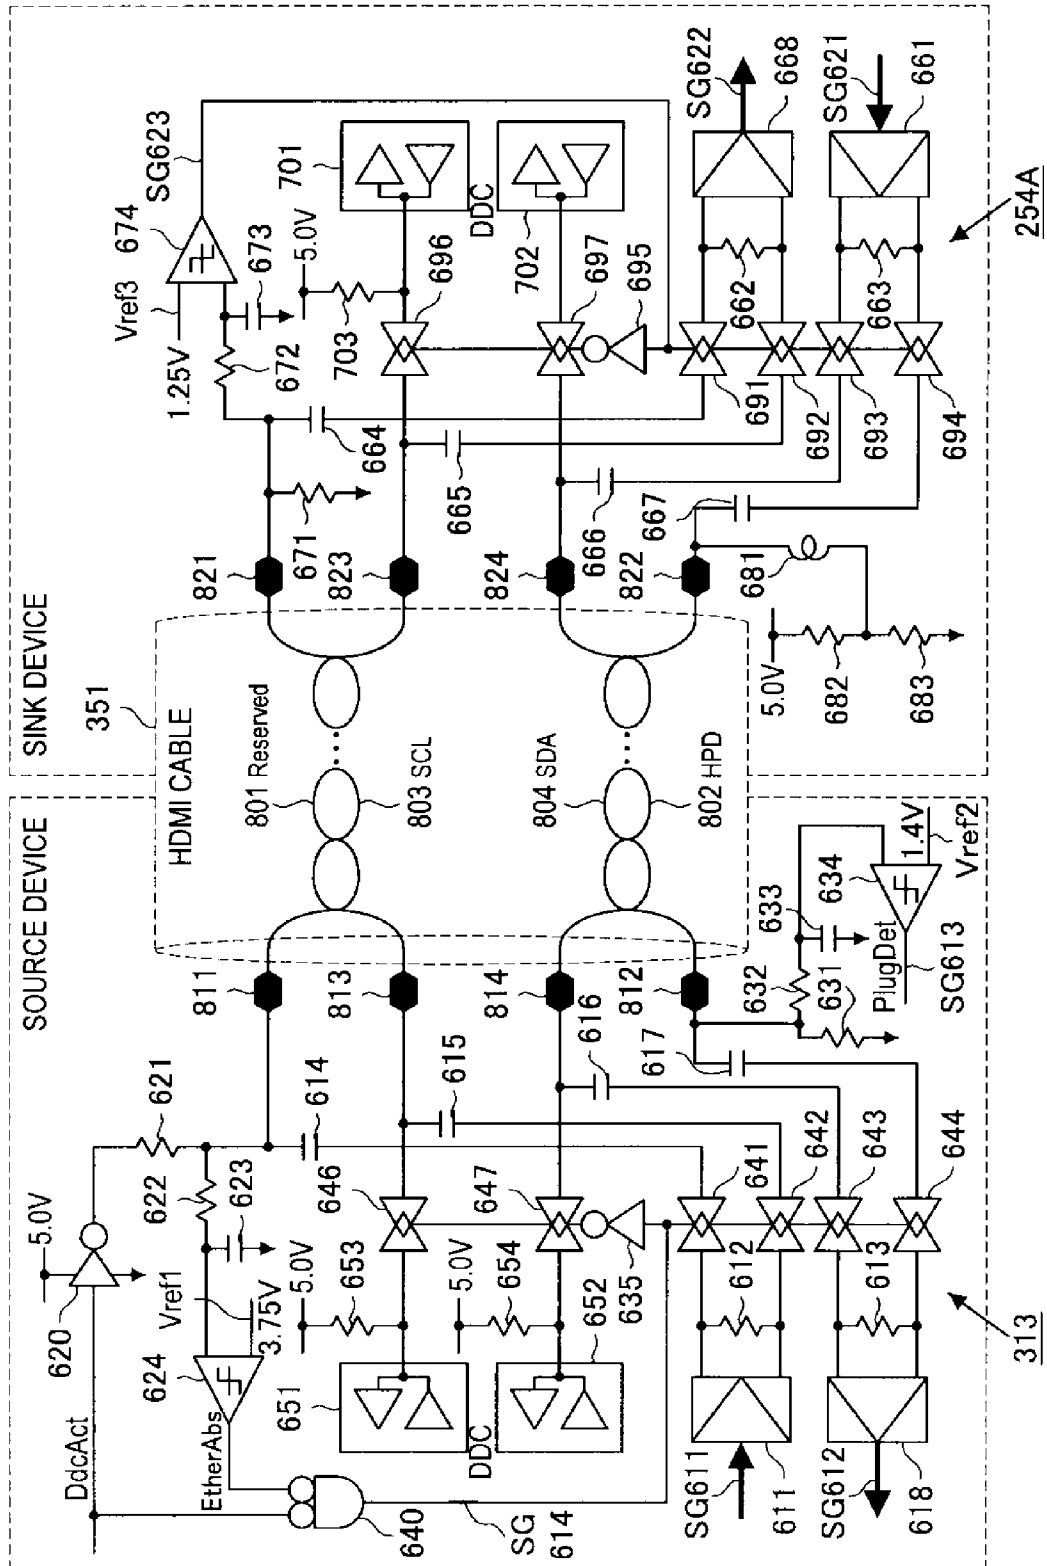 SOURCE DEVICE
SINK DEVICE
HDMI CABLE
351
DdcAct
5.0V
620
621
622
623
Vref1
3.75V
624
EtherAbs
640
SG
614
614
615
616
617
811
813
814
812
646
647
5.0V
653
5.0V
654
651
DDC
652
635
641
642
643
644
612
613
SG611
611
SG612
618
313
631
632
633
634
PlugDet
SG613
1.4V
Vref2
801 Reserved
803 SCL
804 SDA
802 HPD
821
823
824
822
671
664
665
666
667
681
5.0V
682
683
672
1.25V
Vref3
673
674
SG623
5.0V
703
701
DDC
702
696
697
695
691
692
693
694
662
663
SG622
668
SG621
661
254A